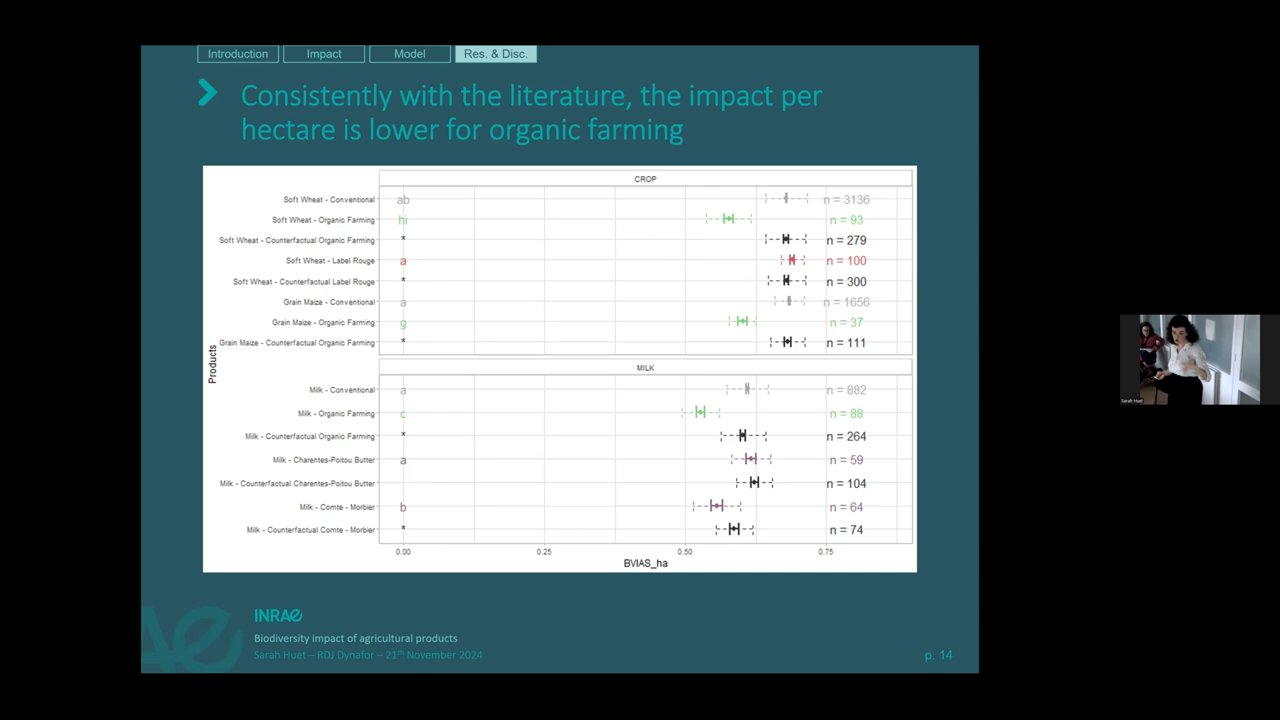 Introduction
Impact
Model
Res. & Disc.
Consistently with the literature, the impact per
hectare is lower for organic farming
CROP
Soft Wheat - Conventional ab n = 3136
Soft Wheat - Organic Farming hi n = 93
Soft Wheat - Counterfactual Organic Farming * n = 279
Soft Wheat - Label Rouge a n = 100
Soft Wheat - Counterfactual Label Rouge * n = 300
Grain Maize - Conventional a n = 1656
Grain Maize - Organic Farming g n = 37
Grain Maize - Counterfactual Organic Farming * n = 111
Products
MILK
Milk - Conventional a n = 882
Milk - Organic Farming c n = 88
Milk - Counterfactual Organic Farming * n = 264
Milk - Charentes-Poitou Butter a n = 59
Milk - Counterfactual Charentes-Poitou Butter n = 104
Milk - Comte - Morbier b n = 64
Milk - Counterfactual Comte - Morbier * n = 74
0.00 0.25 0.50 0.75
BVIAS_ha
INRAE
Biodiversity impact of agricultural products
Sarah Huet – RDJ Dynafor – 21th November 2024
p. 14
Sarah Huet